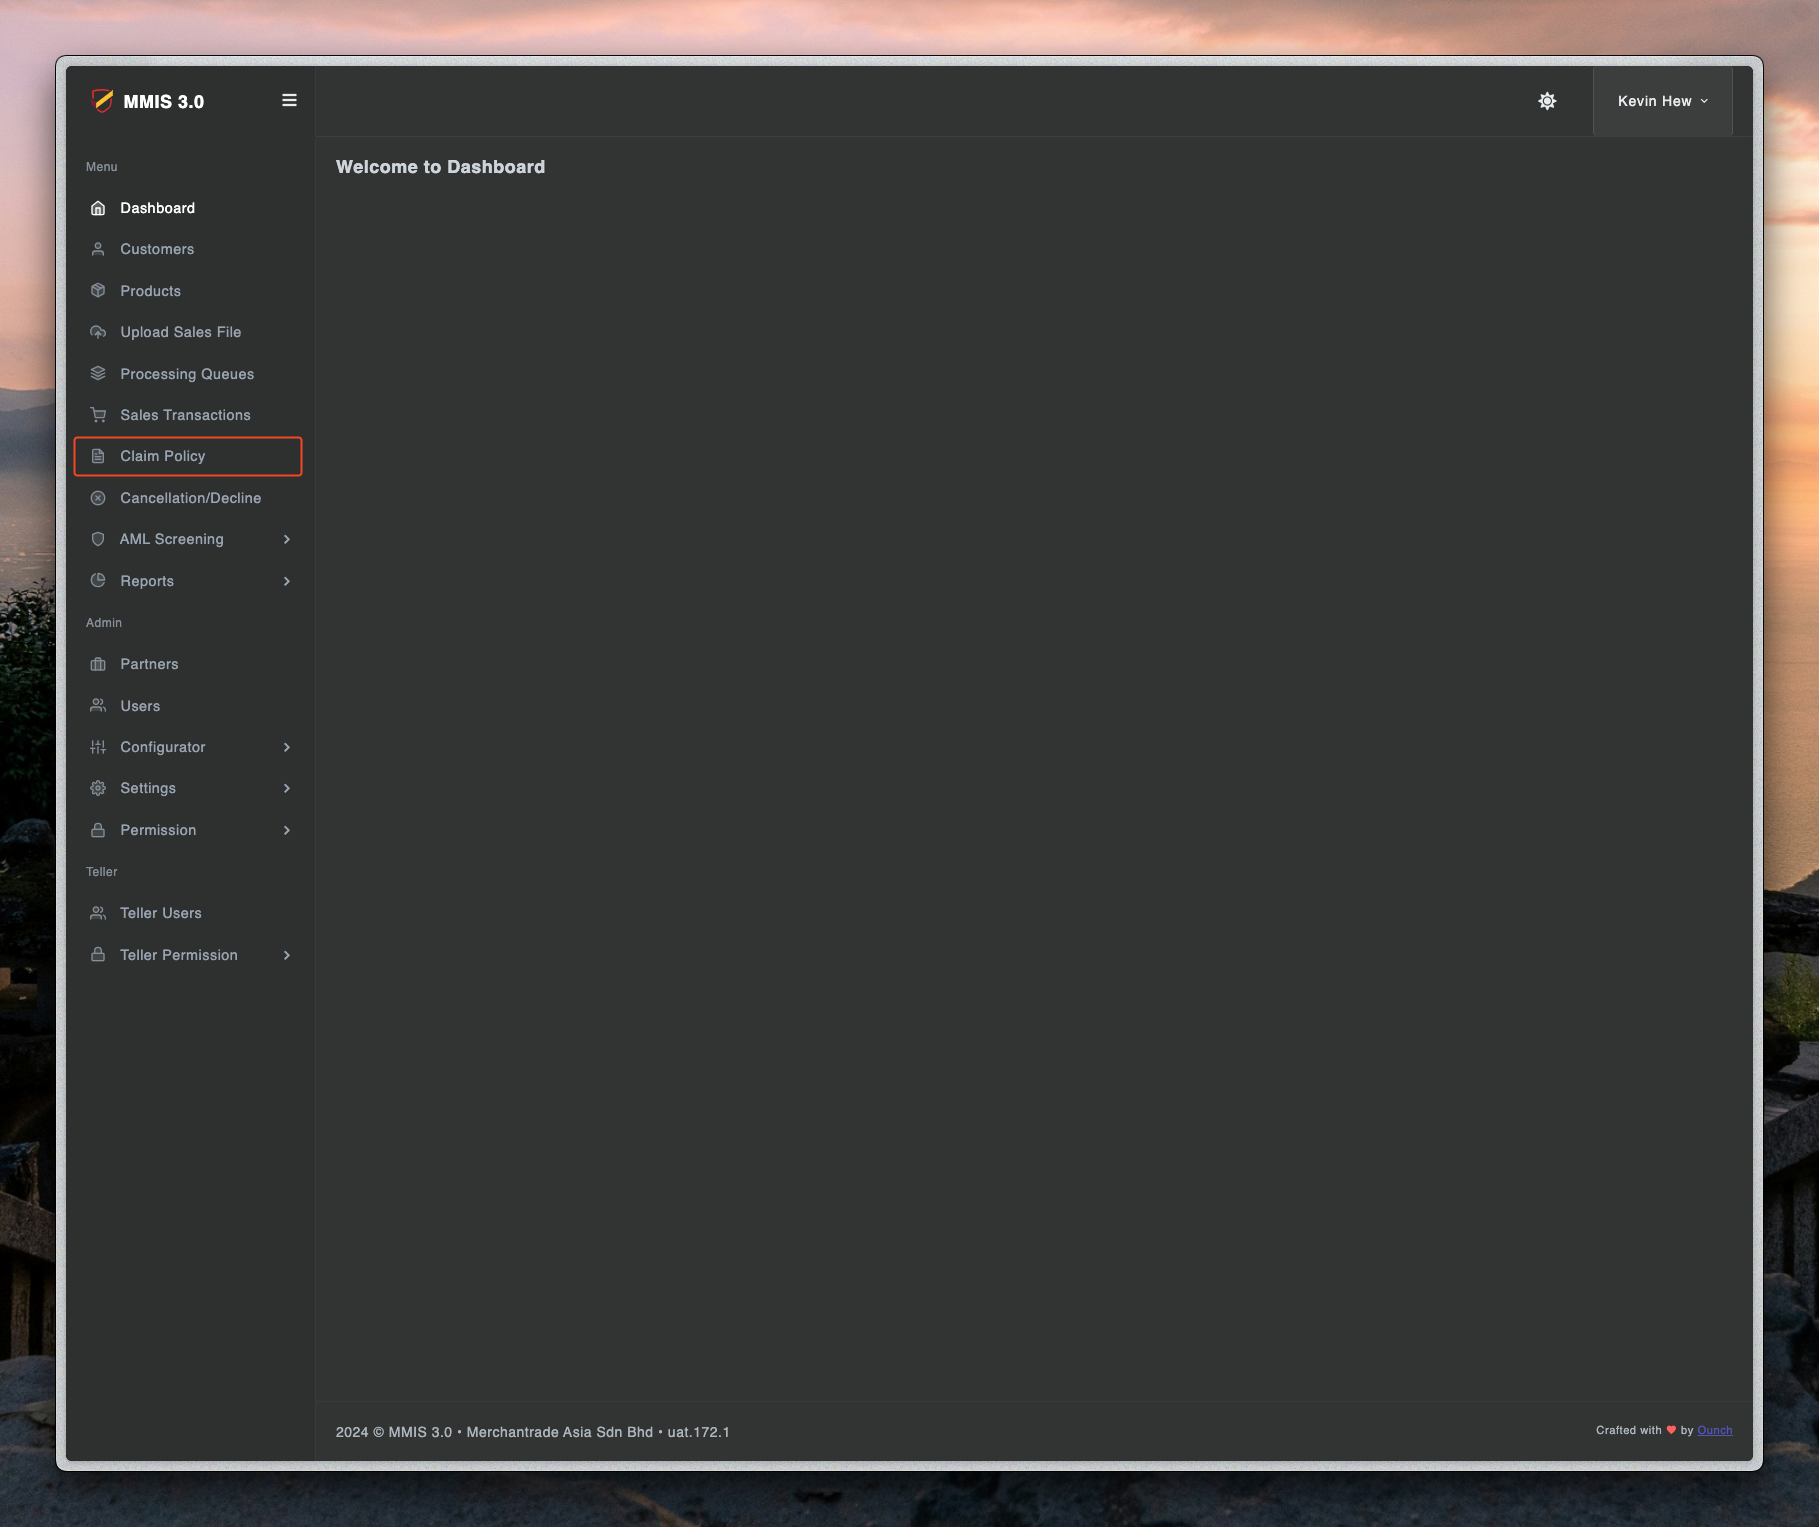 MMIS 3.0
Kevin Hew
Menu
Dashboard
Customers
Products
Upload Sales File
Processing Queues
Sales Transactions
Claim Policy
Cancellation/Decline
AML Screening
Reports
Admin
Partners
Users
Configurator
Settings
Permission
Teller
Teller Users
Teller Permission
Welcome to Dashboard
2024 © MMIS 3.0 • Merchantrade Asia Sdn Bhd • uat.172.1
Crafted with ♥ by Ounch